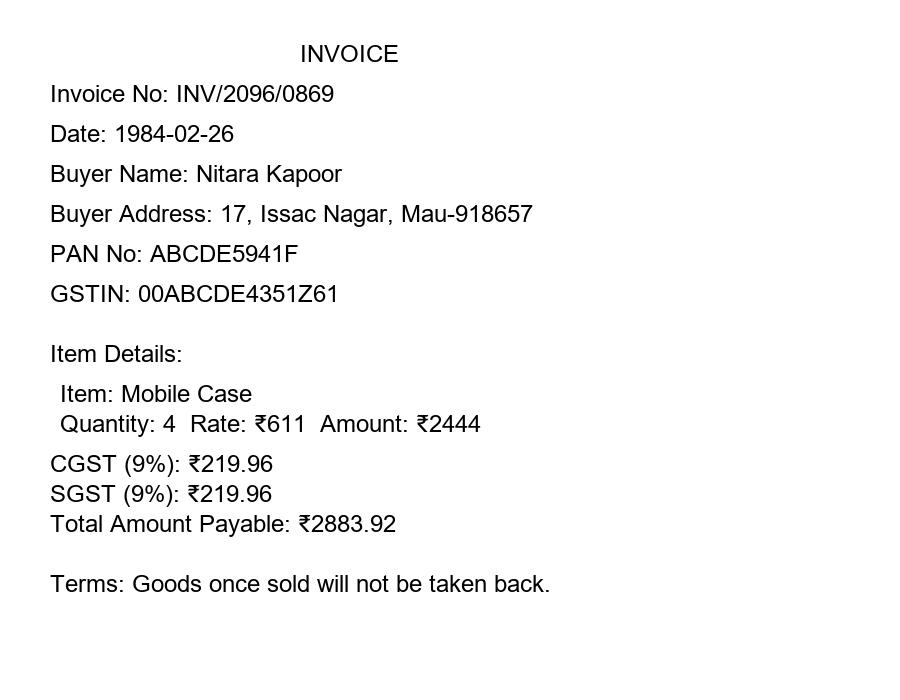 INVOICE
Invoice No: INV/2096/0869
Date: 1984-02-26
Buyer Name: Nitara Kapoor
Buyer Address: 17, Issac Nagar, Mau-918657
PAN No: ABCDE5941F
GSTIN: 00ABCDE4351Z61
Item Details:
Item: Mobile Case
Quantity: 4  Rate: ₹611  Amount: ₹2444
CGST (9%): ₹219.96
SGST (9%): ₹219.96
Total Amount Payable: ₹2883.92
Terms: Goods once sold will not be taken back.